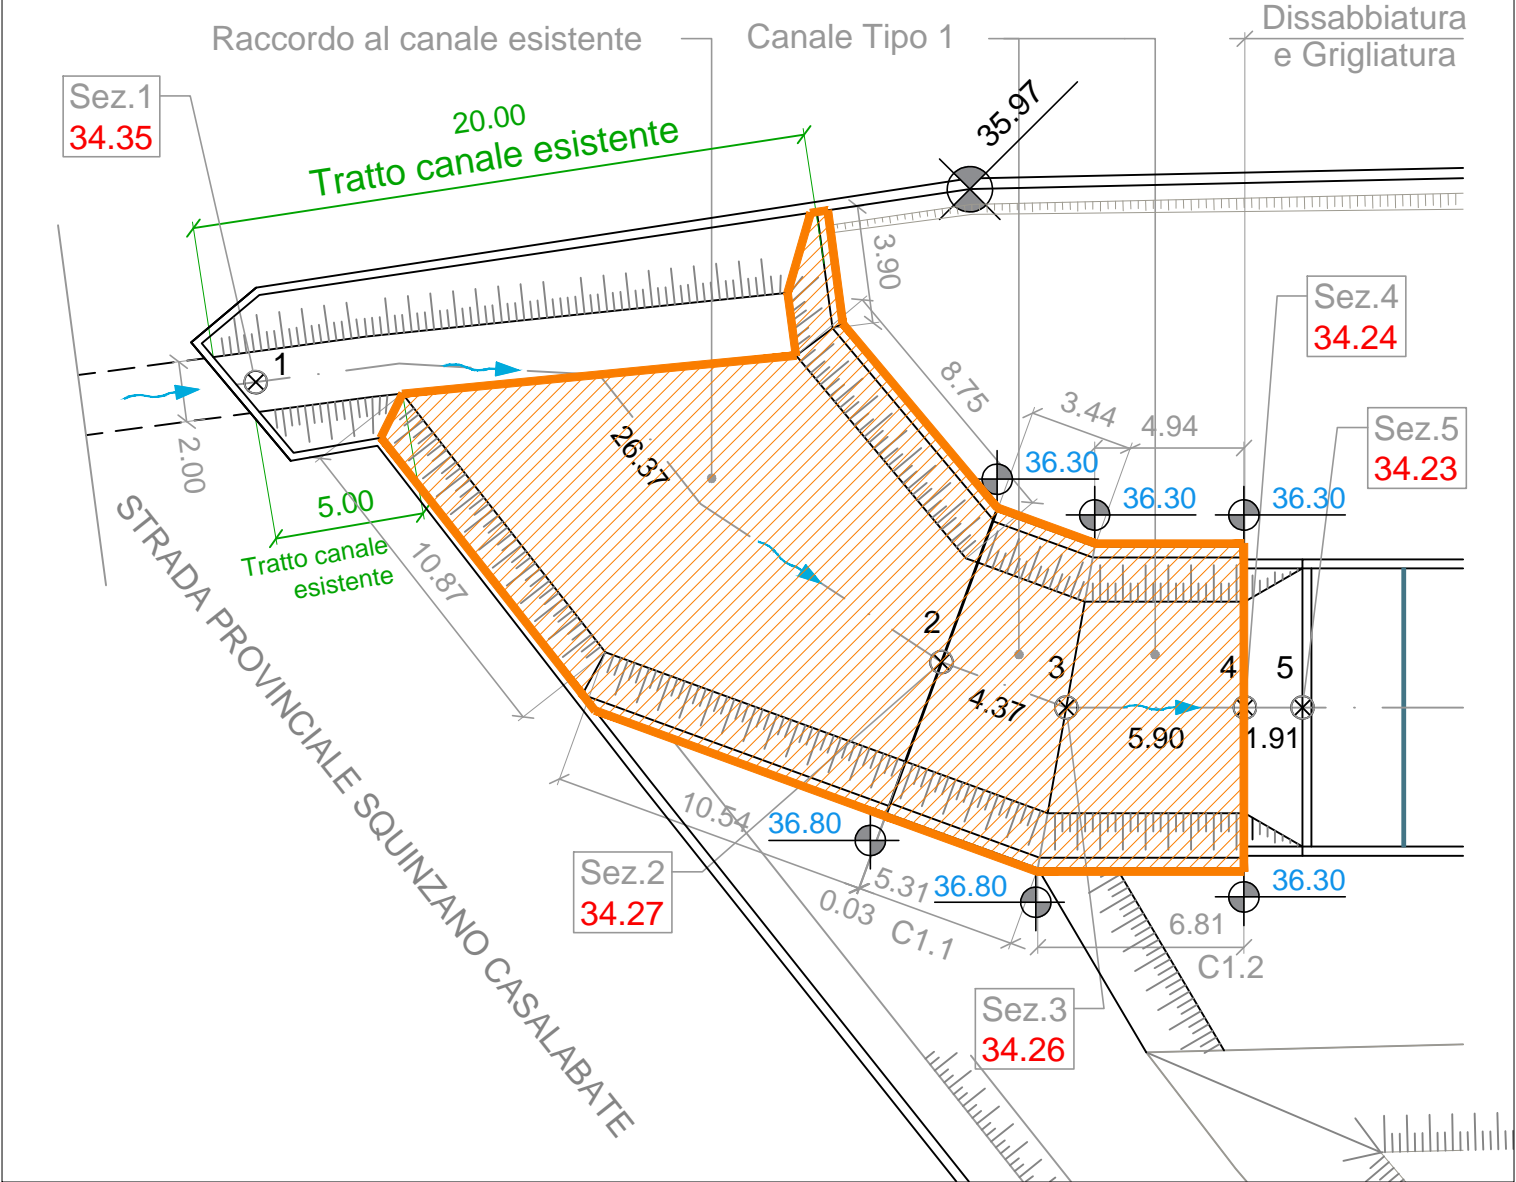 Raccordo al canale esistente
Canale Tipo 1
Dissabbiatura
e Grigliatura
Sez.1
34.35
20.00
Tratto canale esistente
35.97
3.90
Sez.4
34.24
1
8.75
3.44
4.94
Sez.5
34.23
2.00
26.37
36.30
36.30
36.30
5.00
Tratto canale
esistente
10.87
STRADA PROVINCIALE SQUINZANO CASALABATE
2
3
4
5
4.37
5.90
1.91
10.54
36.80
Sez.2
34.27
5.31
0.03
C1.1
36.80
36.30
6.81
C1.2
Sez.3
34.26